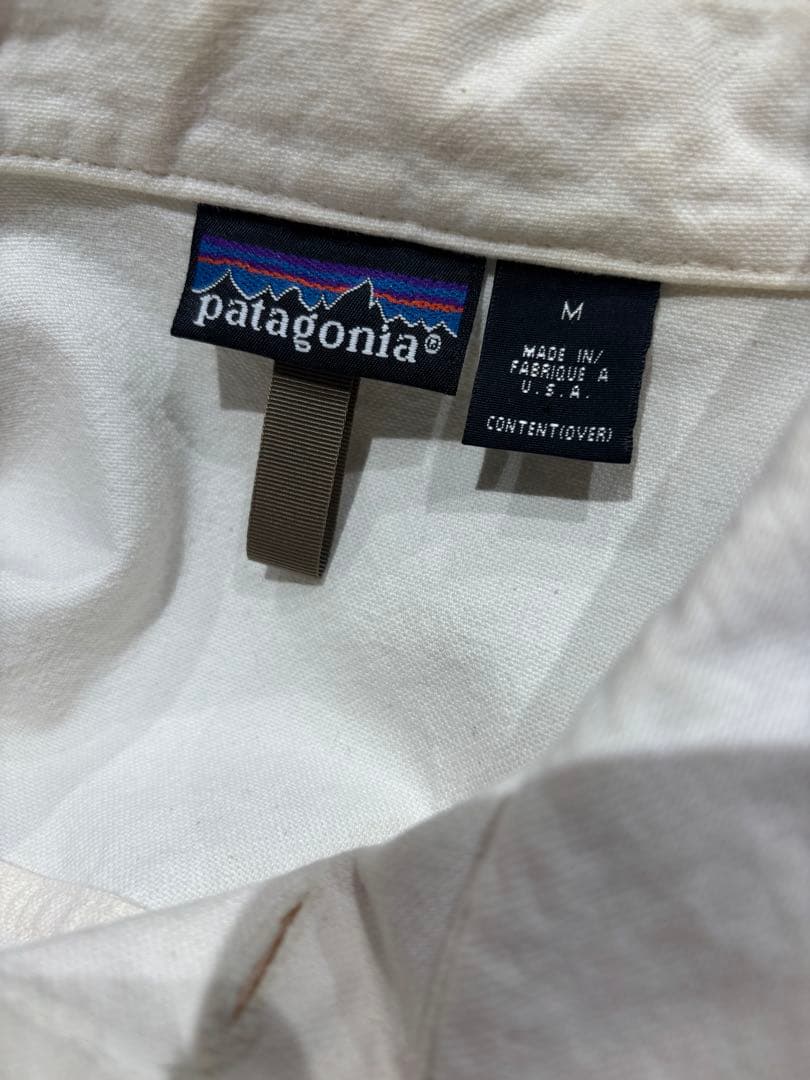 patagonia®
M
MADE IN/
FABRIQUE A
U.S.A.
CONTENT(OVER)